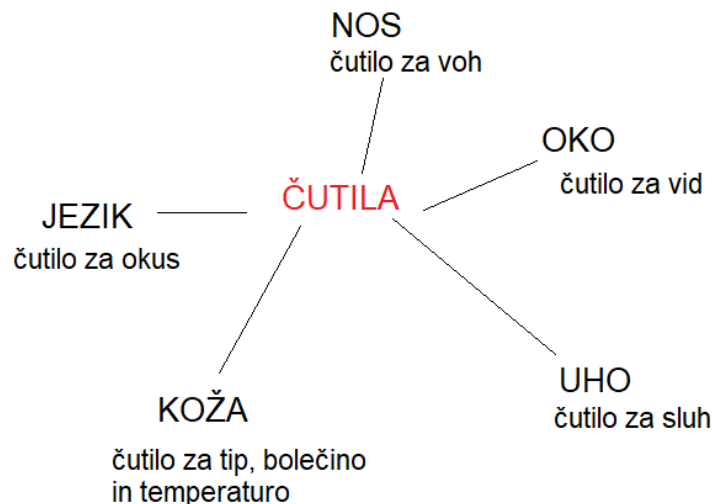 NOS
čutilo za voh
OKO
čutilo za vid
ČUTILA
JEZIK
čutilo za okus
UHO
čutilo za sluh
KOŽA
čutilo za tip, bolečino
in temperaturo